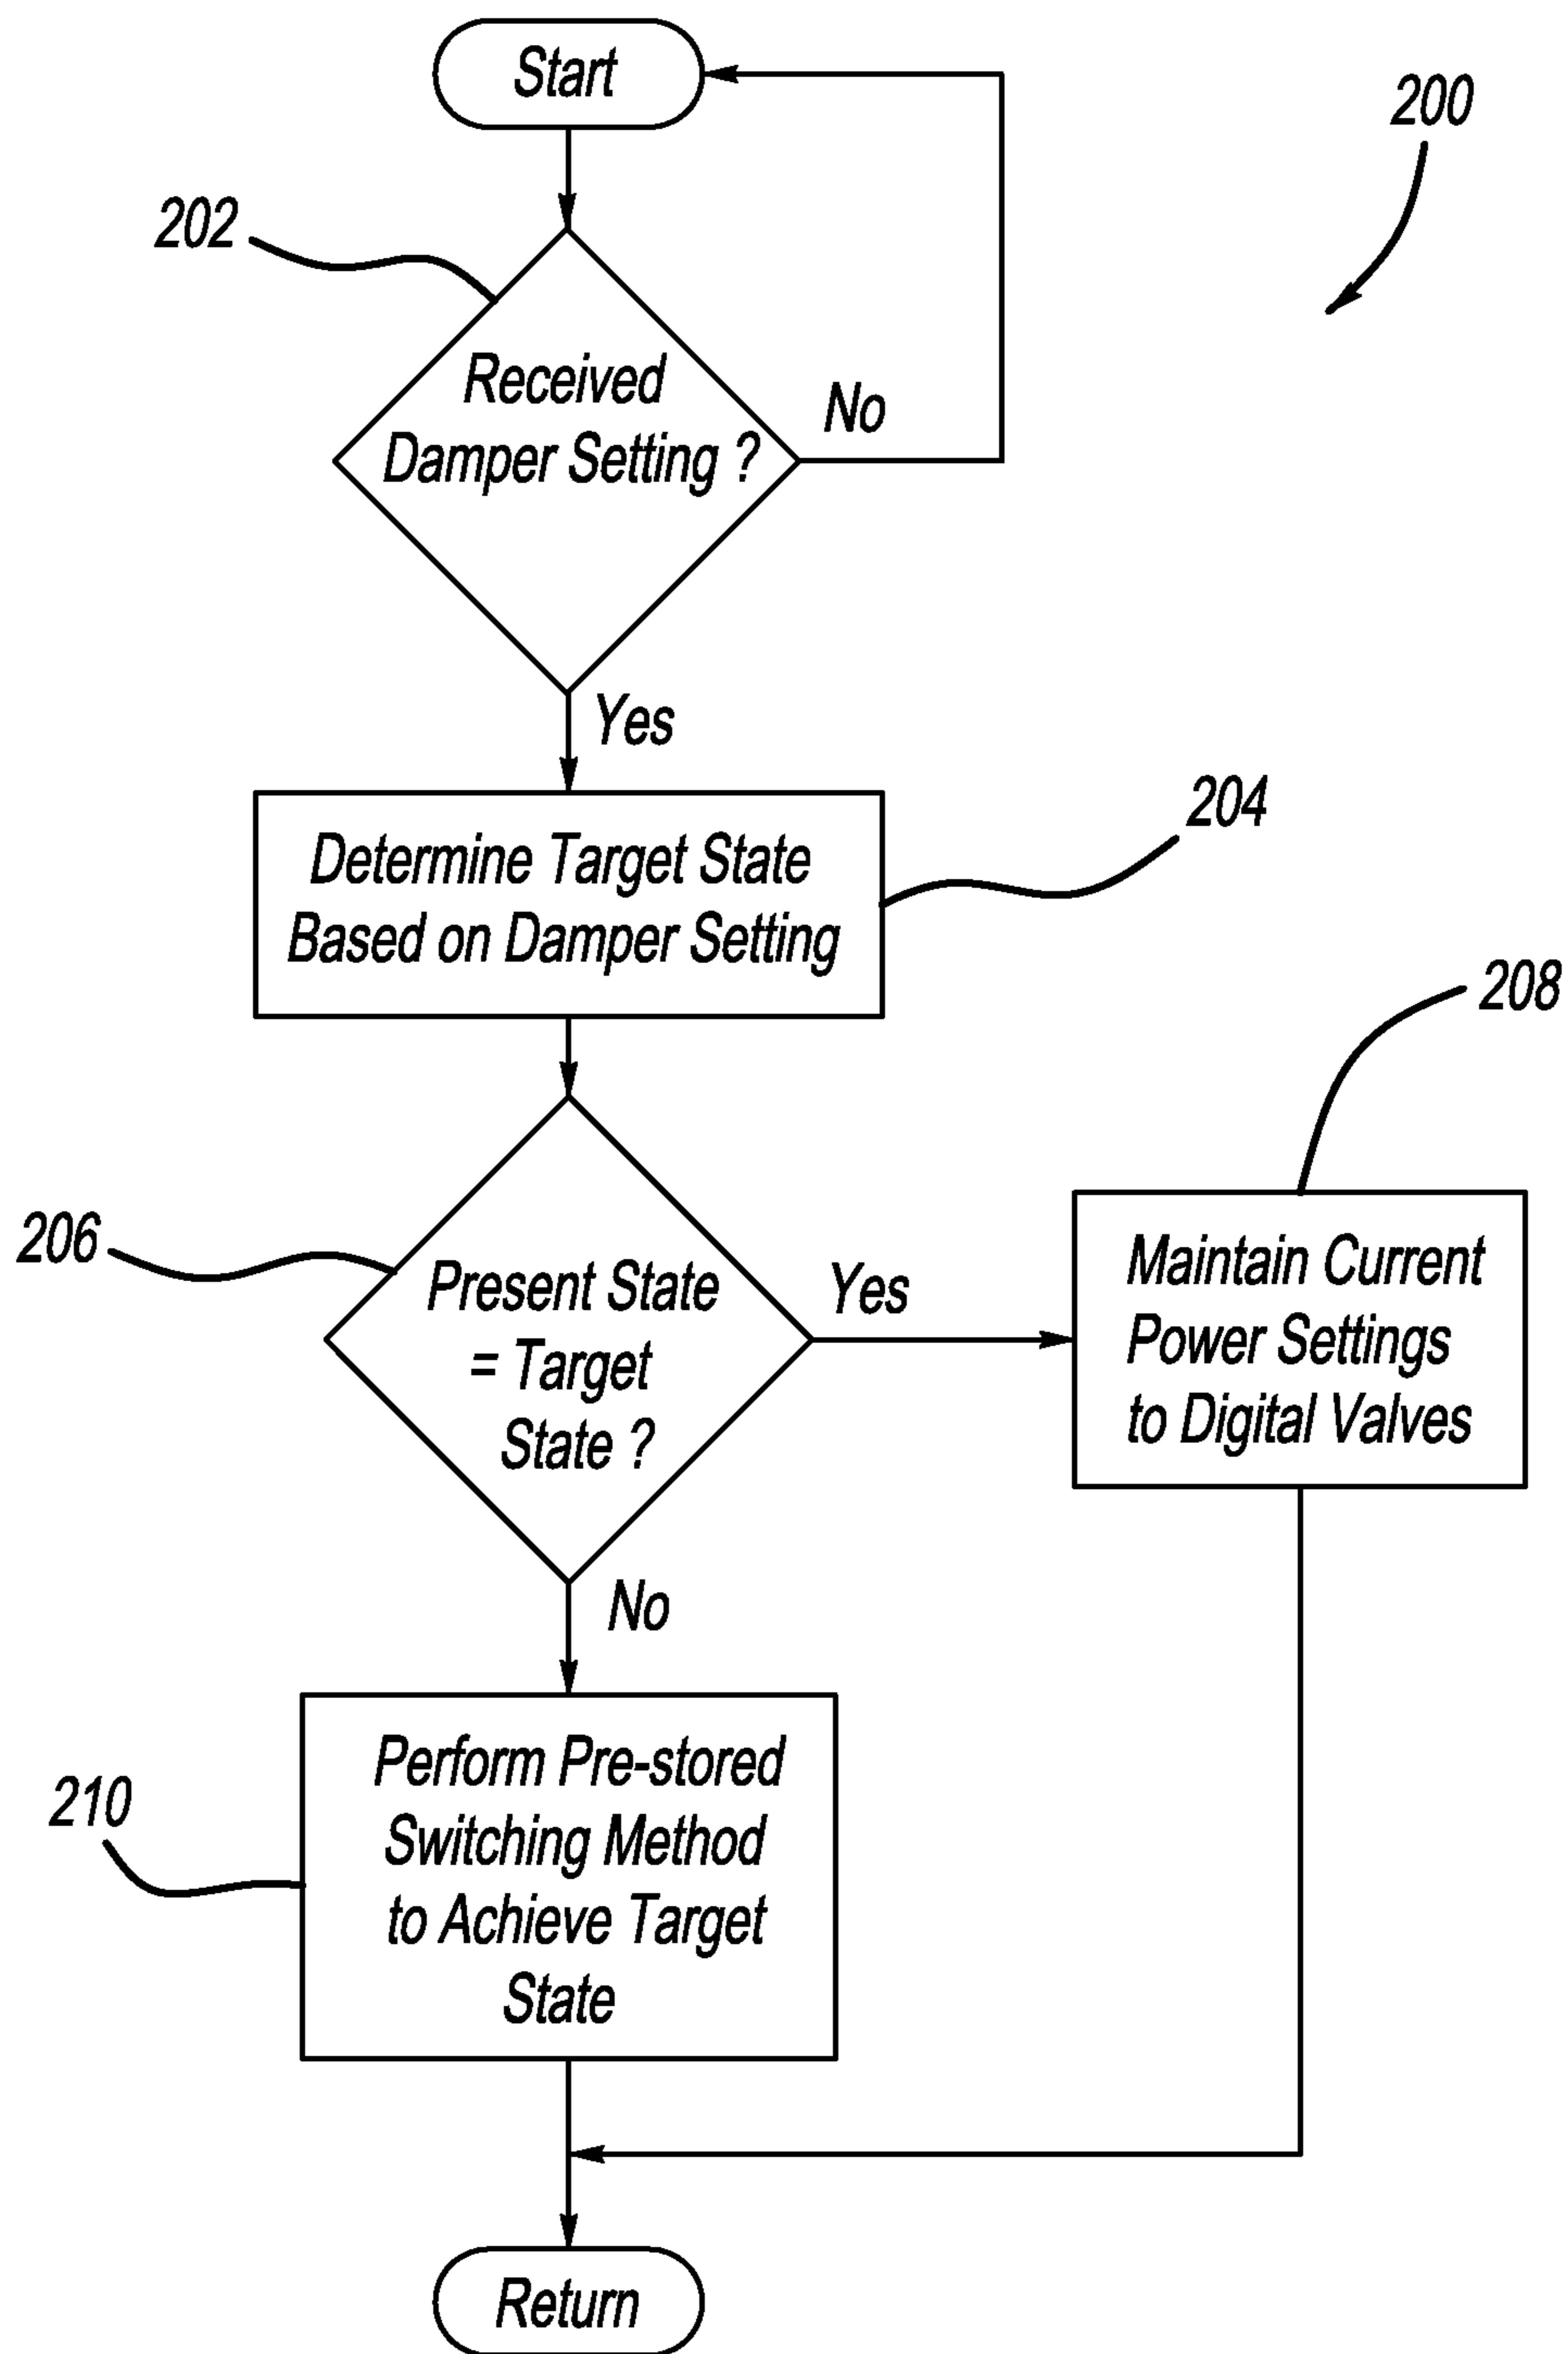 Start
200
202
Received
Damper Setting ?
No
Yes
204
Determine Target State
Based on Damper Setting
208
206
Present State
= Target
State ?
Yes
Maintain Current
Power Settings
to Digital Valves
No
210
Perform Pre-stored
Switching Method
to Achieve Target
State
Return